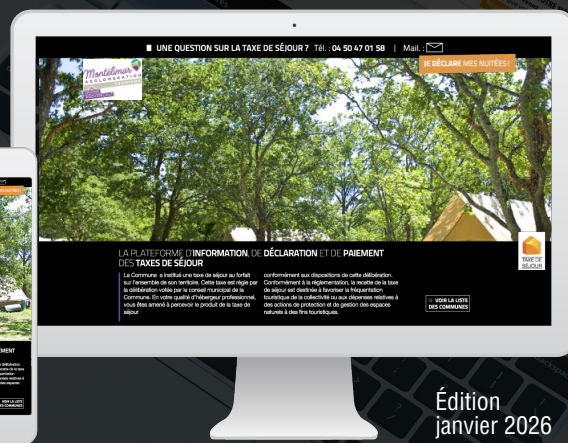 UNE QUESTION SUR LA TAXE DE SÉJOUR ? Tél. : 04 50 47 01 58 | Mail. :
JE DÉCLARE MES NUITÉES !
Montélimar
AGGLOMÉRATION
LA PLATEFORME D'INFORMATION, DE DÉCLARATION ET DE PAIEMENT
DES TAXES DE SÉJOUR
La Commune a institué une taxe de séjour au forfait
sur l'ensemble de son territoire. Cette taxe est régie par
la délibération votée par le conseil municipal de la
Commune. En votre qualité d'hébergeur professionnel,
vous êtes amené à percevoir le produit de la taxe de
séjour
conformément aux dispositions de cette délibération.
Conformément à la réglementation, la recette de la taxe
de séjour est destinée à favoriser la fréquentation
touristique de la collectivité ou aux dépenses relatives à
des actions de protection et de gestion des espaces
naturels à des fins touristiques.
TAXE DE
SÉJOUR
VOIR LA LISTE
DES COMMUNES
Édition
janvier 2026